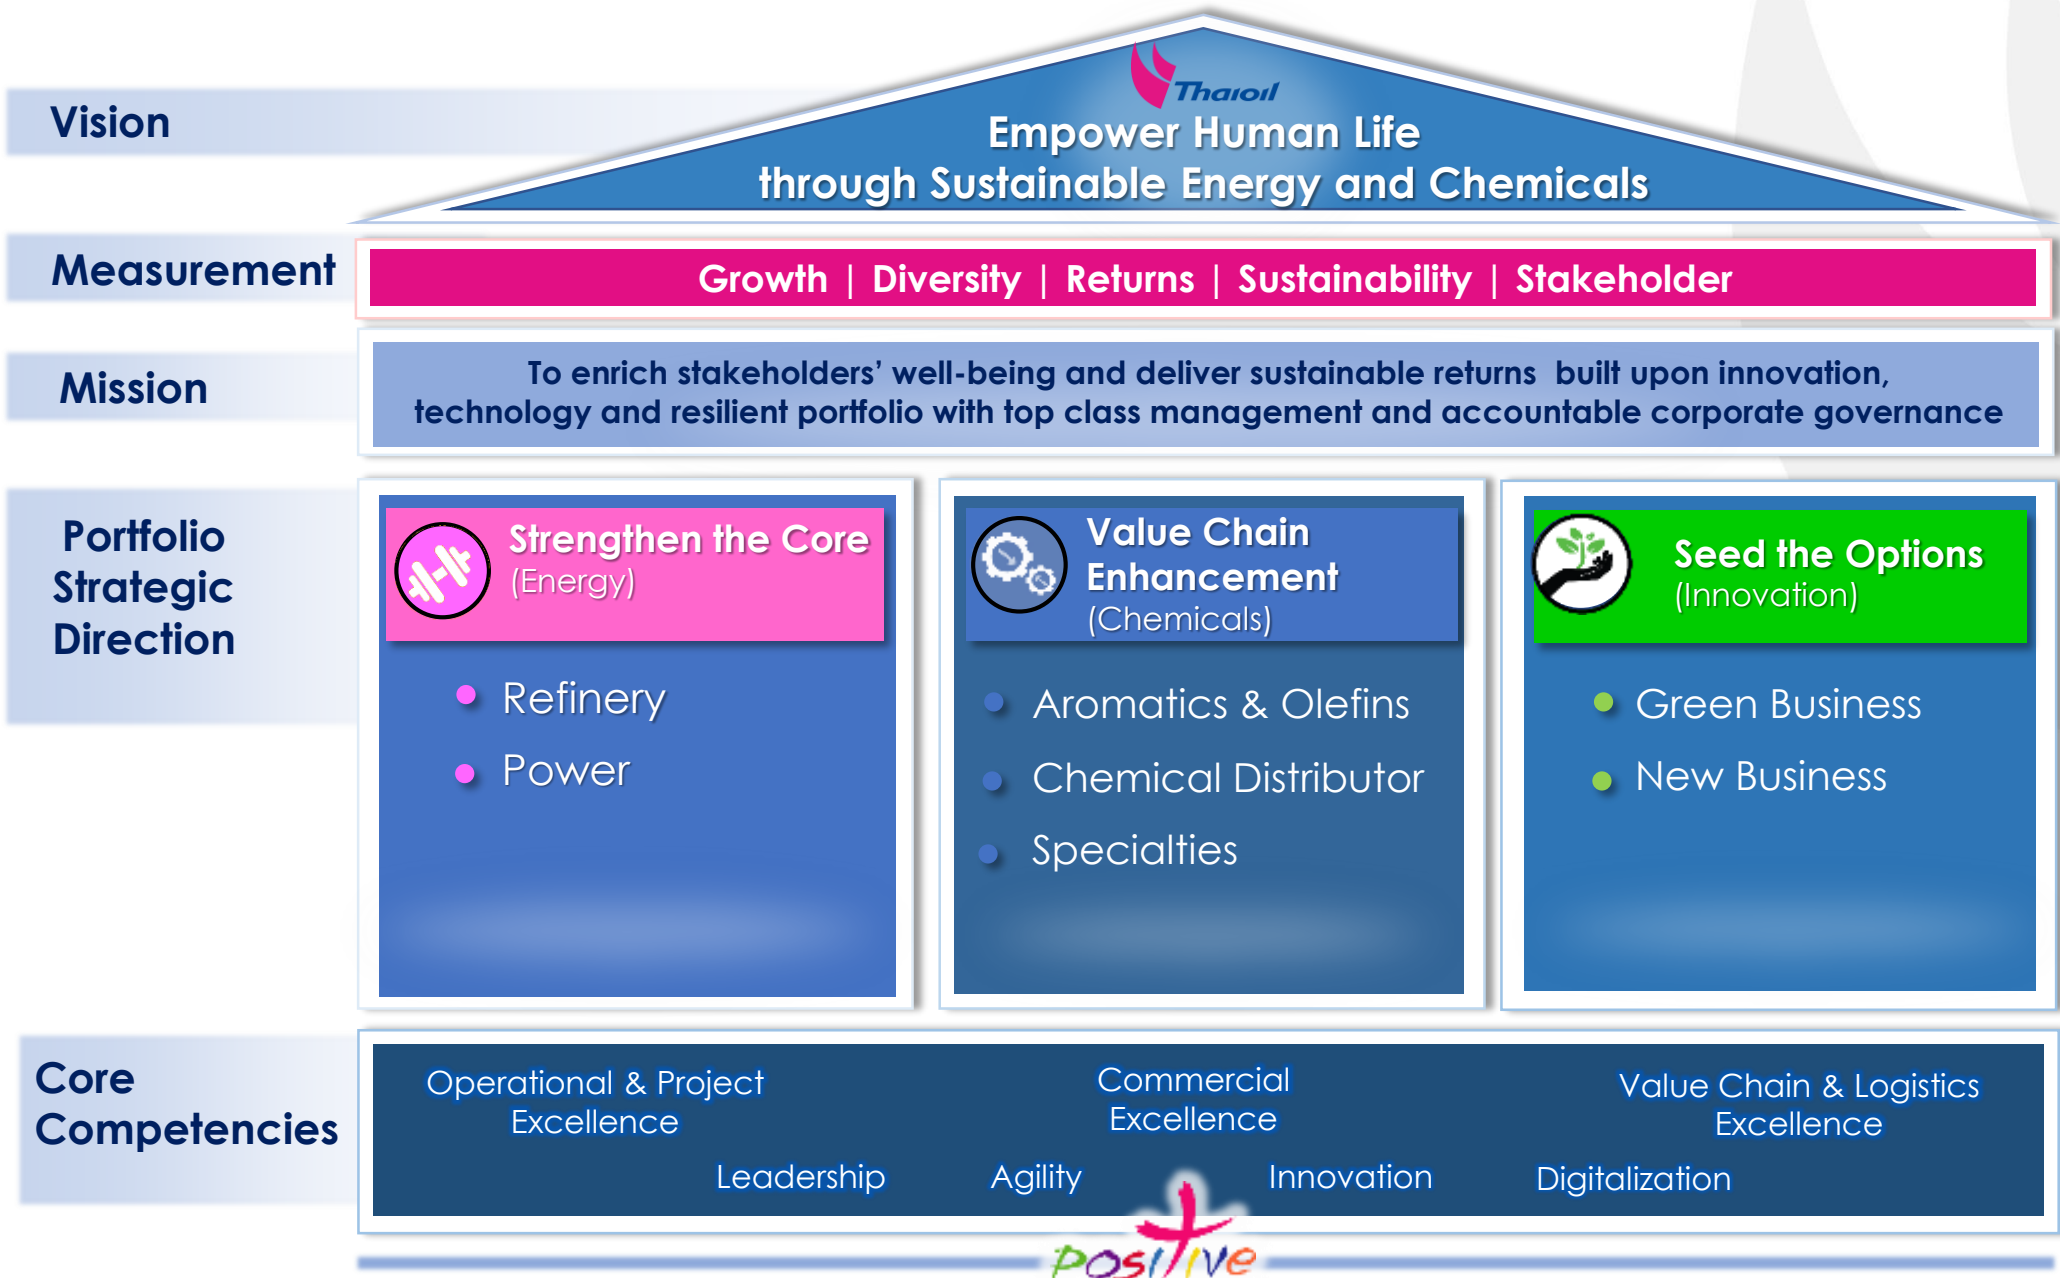 Thaioil
Vision
Empower Human Life
through Sustainable Energy and Chemicals
Measurement
Growth | Diversity | Returns | Sustainability | Stakeholder
Mission
To enrich stakeholders’ well-being and deliver sustainable returns built upon innovation,
technology and resilient portfolio with top class management and accountable corporate governance
Portfolio
Strategic
Direction
Strengthen the Core
(Energy)
• Refinery
• Power
Value Chain
Enhancement
(Chemicals)
• Aromatics & Olefins
• Chemical Distributor
• Specialties
Seed the Options
(Innovation)
• Green Business
• New Business
Core
Competencies
Operational & Project
Excellence
Commercial
Excellence
Value Chain & Logistics
Excellence
Leadership
Agility
Innovation
Digitalization
POSITIVE